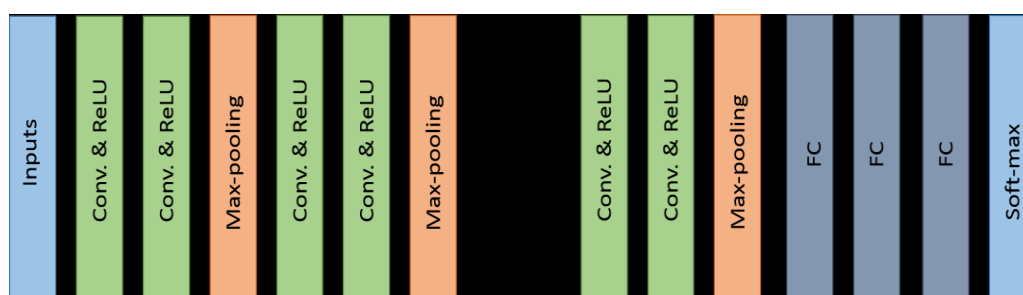 Inputs
Conv. & ReLU
Conv. & ReLU
Max-pooling
Conv. & ReLU
Conv. & ReLU
Max-pooling
Conv. & ReLU
Conv. & ReLU
Max-pooling
FC
FC
FC
Soft-max